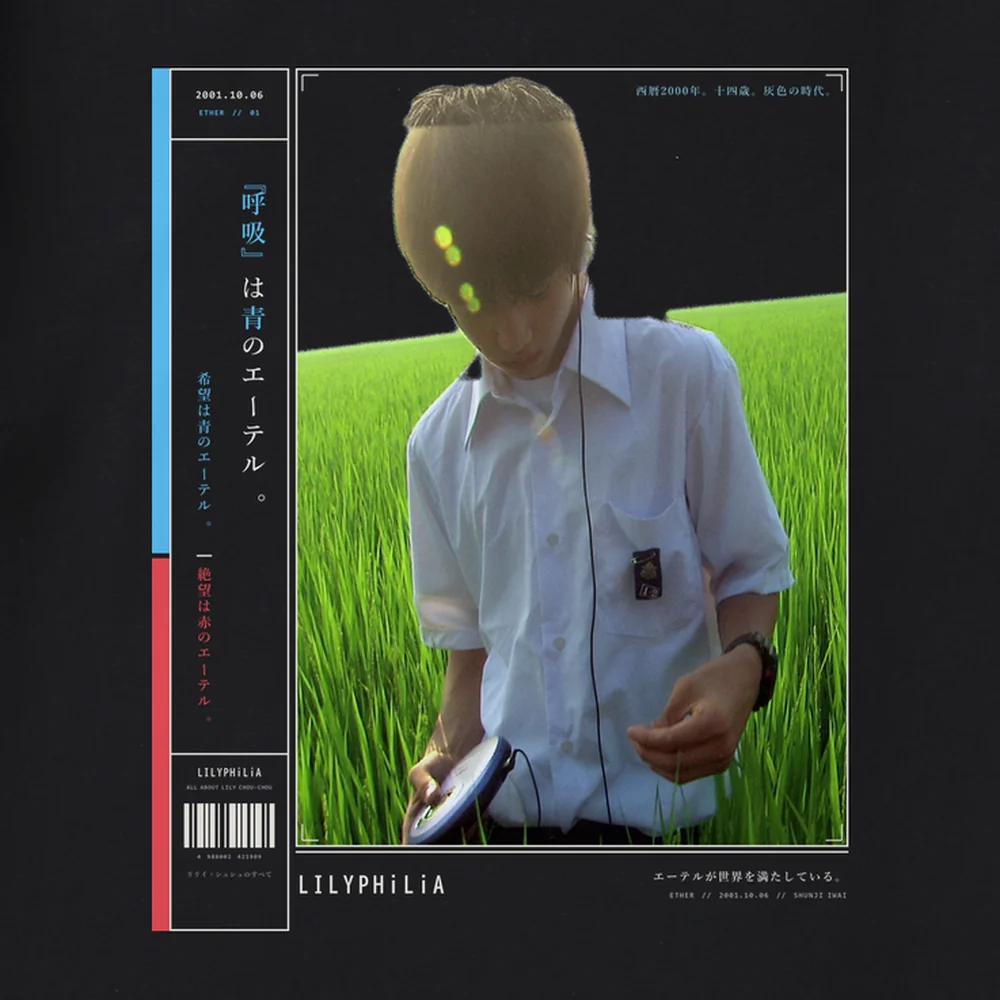 2001.10.06
ETHER // 01
『呼吸』は青のエーテル。
希望は青のエーテル。
絶望は赤のエーテル。
LILYPHiLiA
ALL ABOUT LILY CHOU-CHOU
4 988002 421909
リリイ・シュシュのすべて
西暦2000年。十四歳。灰色の時代。
LILYPHiLiA
エーテルが世界を満たしている。
ETHER // 2001.10.06 // SHUNJI IWAI